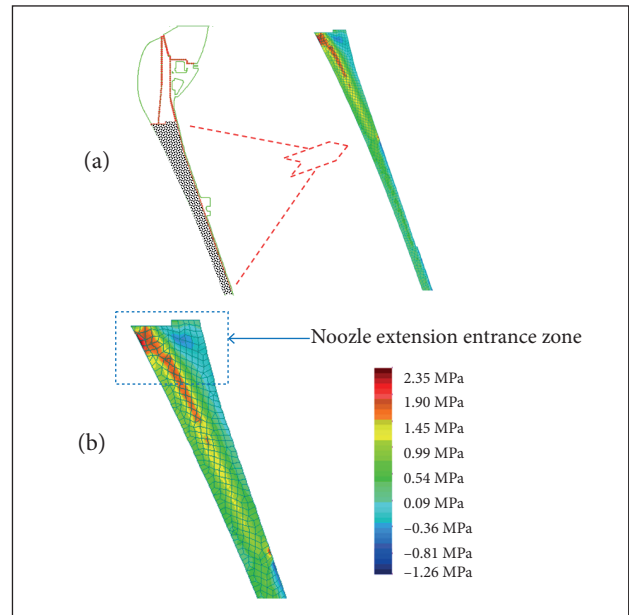 (a)
Noozle extension entrance zone
(b)
2.35 MPa
1.90 MPa
1.45 MPa
0.99 MPa
0.54 MPa
0.09 MPa
–0.36 MPa
–0.81 MPa
–1.26 MPa